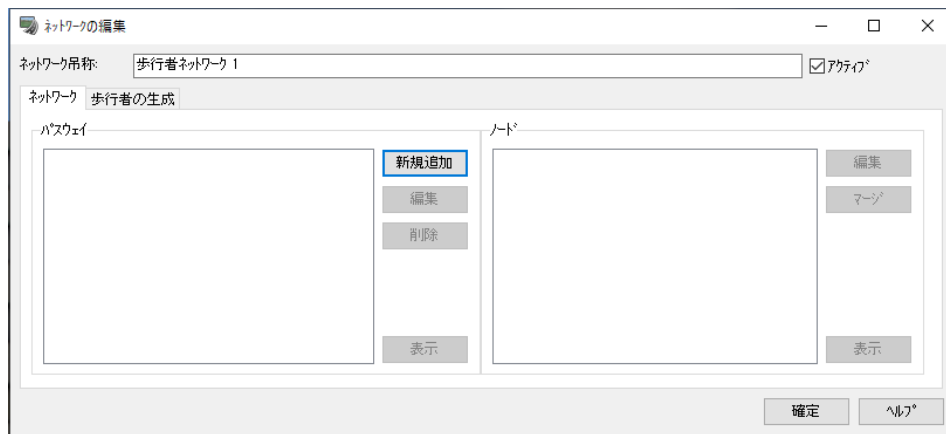 ﾈｯﾄﾜｰｸの編集
ﾈｯﾄﾜｰｸ吊称:
歩行者ﾈｯﾄﾜｰｸ 1
ｱｸﾃｨﾌﾞ
ﾈｯﾄﾜｰｸ
歩行者の生成
ﾊﾟｽｳｪｲ
新規追加
編集
削除
表示
ﾉｰﾄﾞ
編集
ﾏｰｼﾞ
表示
確定
ﾍﾙﾌﾟ